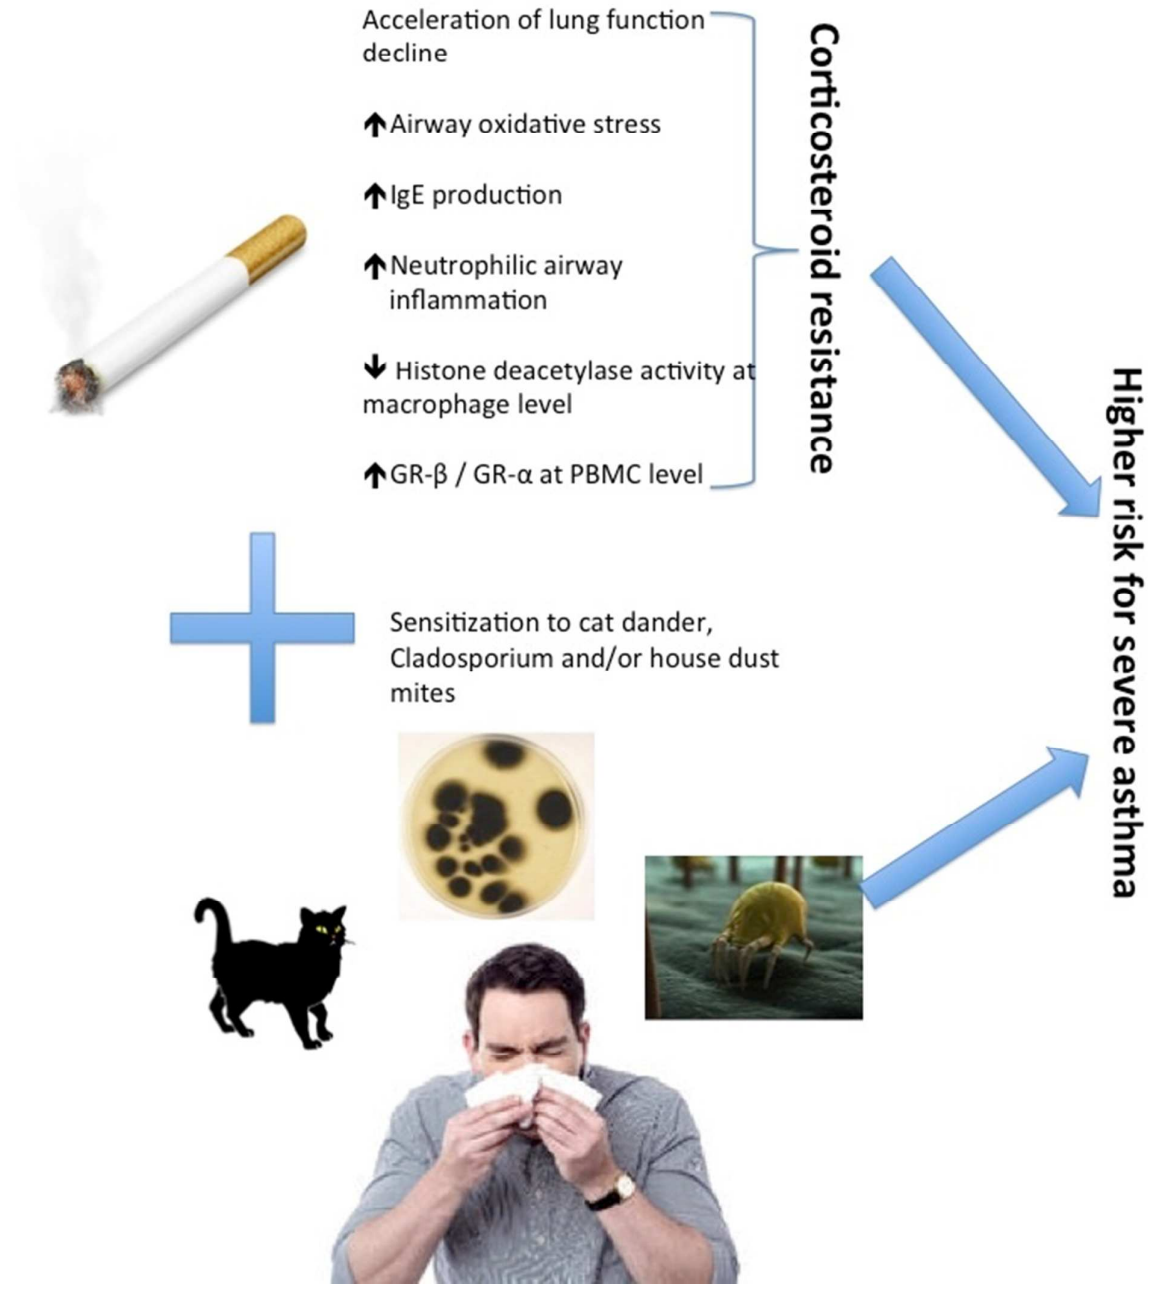 Acceleration of lung function
decline
↑Airway oxidative stress
↑IgE production
↑Neutrophilic airway
inflammation
↓ Histone deacetylase activity at
macrophage level
↑GR-β / GR-α at PBMC level
Corticosteroid resistance
Higher risk for severe asthma
Sensitization to cat dander,
Cladosporium and/or house dust
mites